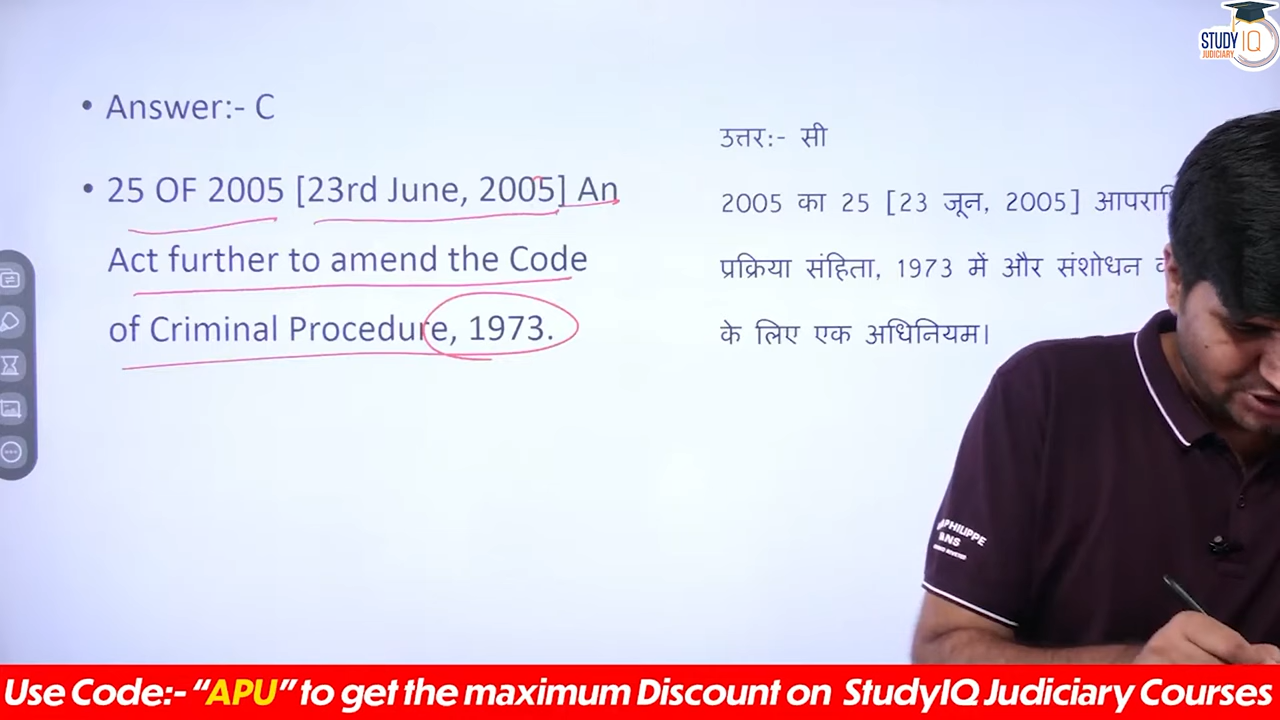 STUDY IQ
JUDICIARY
• Answer:- C
• 25 OF 2005 [23rd June, 2005] An
Act further to amend the Code
of Criminal Procedure, 1973.
उत्तर:- सी
2005 का 25 [23 जून, 2005]
प्रक्रिया संहिता, 1973 में और संशोधन
के लिए एक अधिनियम।
PHILIPPE
Use Code:- “APU” to get the maximum Discount on StudyIQ Judiciary Courses